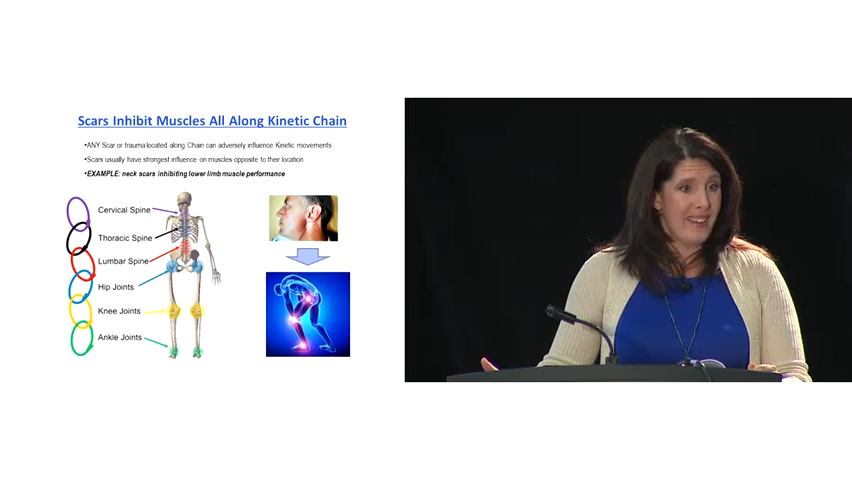 Scars Inhibit Muscles All Along Kinetic Chain
•ANY Scar or trauma located along Chain can adversely influence Kinetic movements
•Scars usually have strongest influence on muscles opposite to their location
•EXAMPLE: neck scars inhibiting lower limb muscle performance
Cervical Spine
Thoracic Spine
Lumbar Spine
Hip Joints
Knee Joints
Ankle Joints